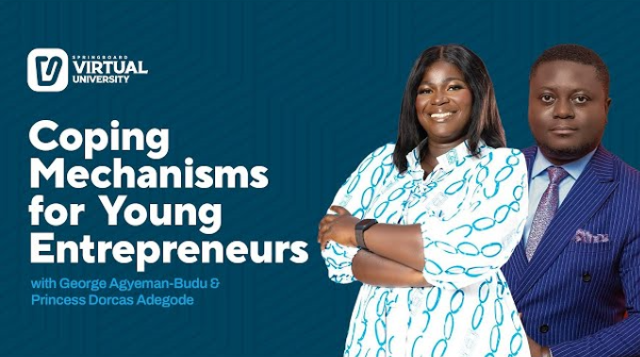 SPRINGBOARD
VIRTUAL
UNIVERSITY
Coping
Mechanisms
for Young
Entrepreneurs
with George Agyeman-Budu &
Princess Dorcas Adegode